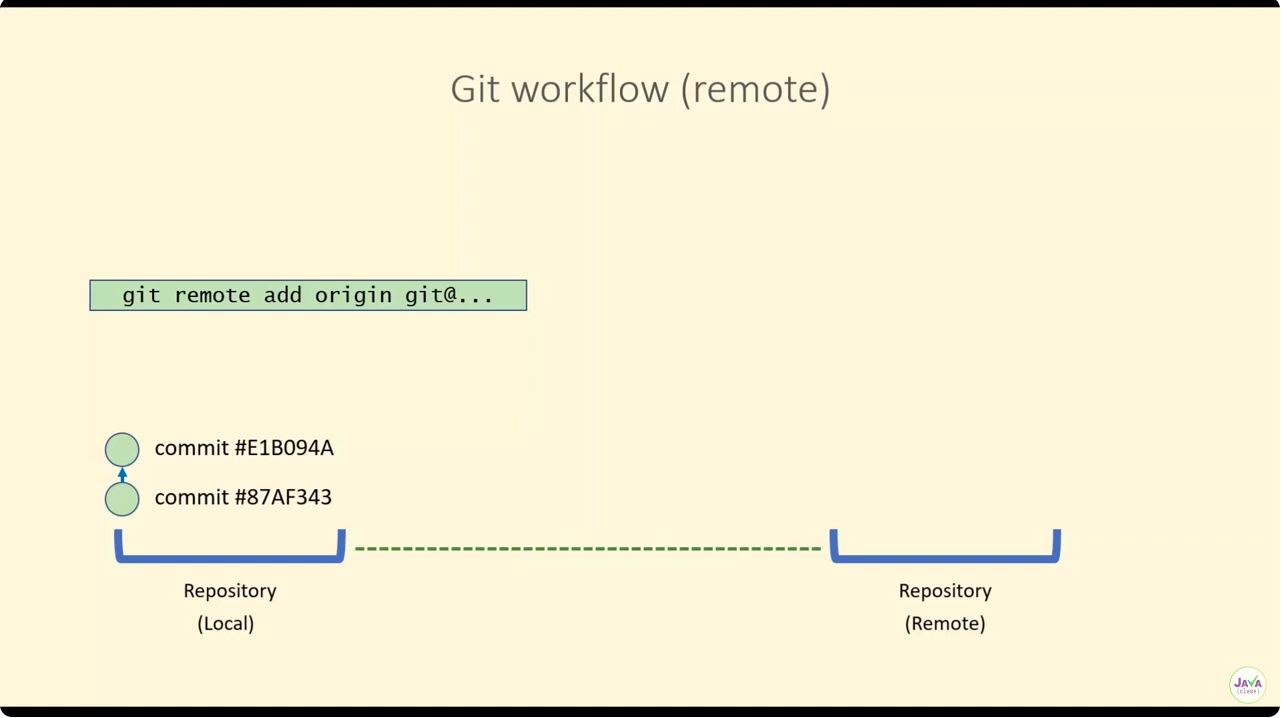 Git workflow (remote)
git remote add origin git@...
commit #E1B094A
commit #87AF343
Repository
(Local)
Repository
(Remote)
JAVA
(class)